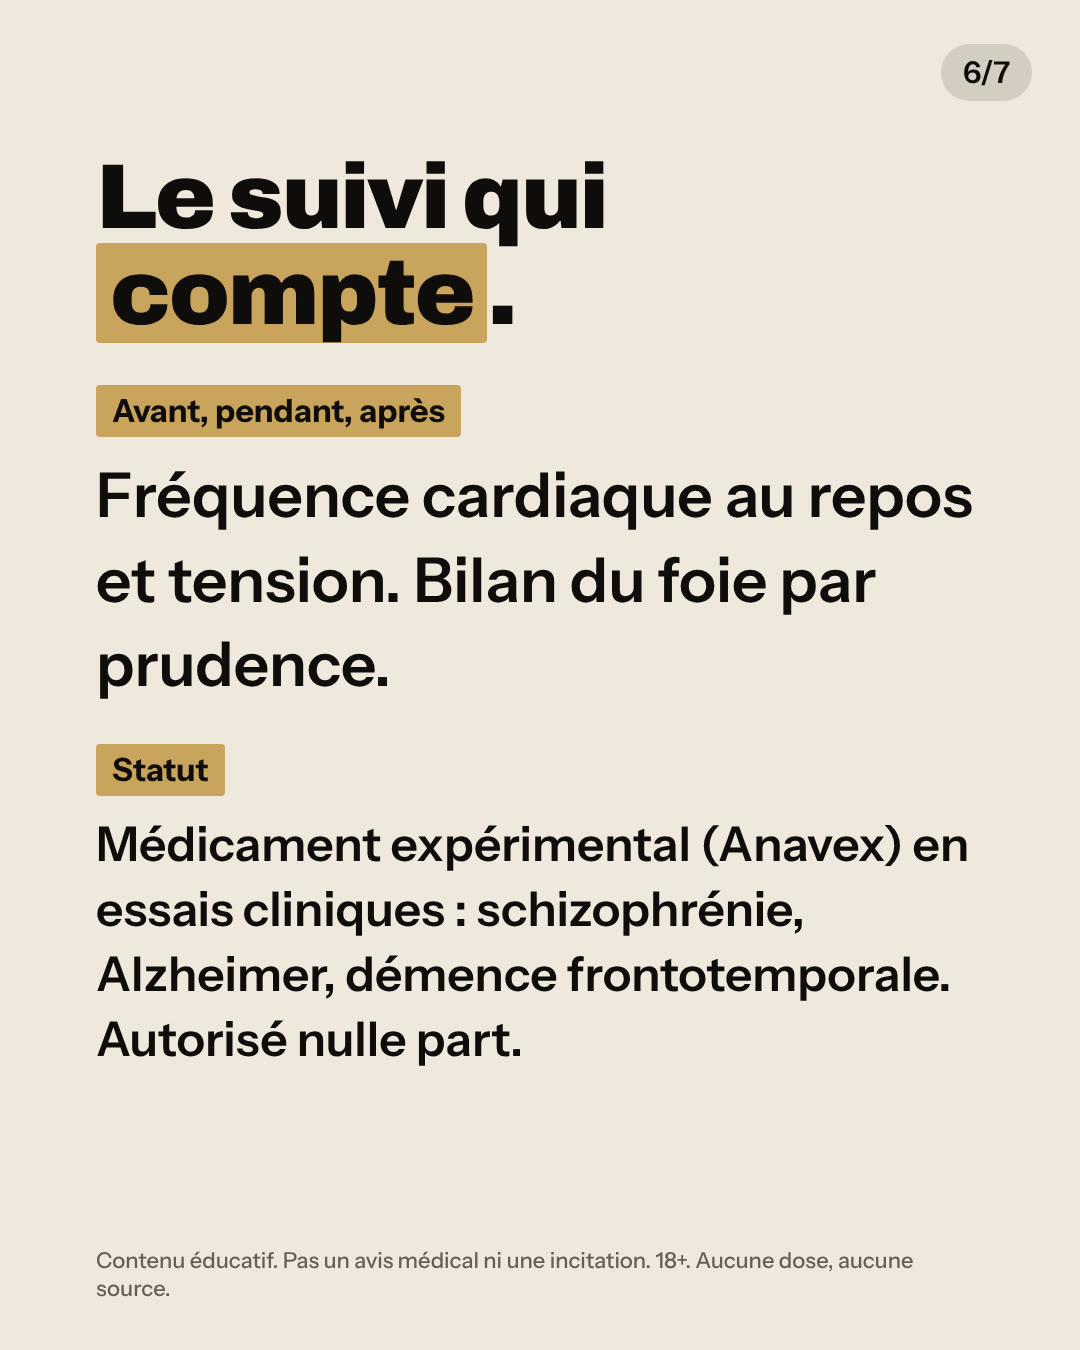 6/7
Le suivi qui
compte.
Avant, pendant, après
Fréquence cardiaque au repos
et tension. Bilan du foie par
prudence.
Statut
Médicament expérimental (Anavex) en
essais cliniques : schizophrénie,
Alzheimer, démence frontotemporale.
Autorisé nulle part.
Contenu éducatif. Pas un avis médical ni une incitation. 18+. Aucune dose, aucune
source.